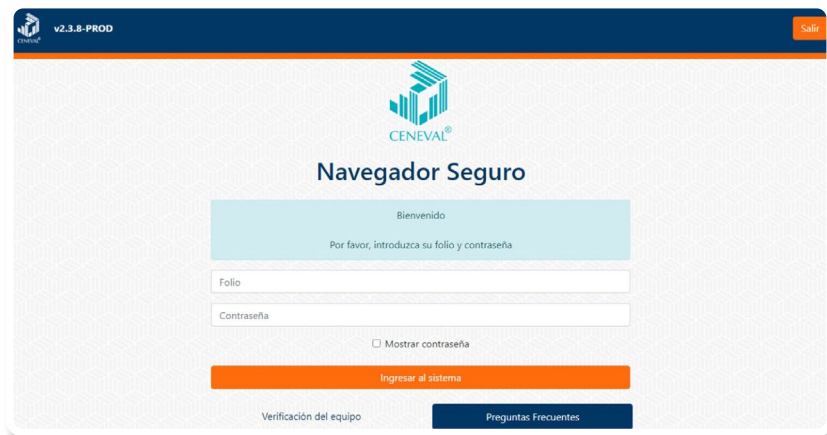 CENEVAL®
v2.3.8-PROD
Salir
CENEVAL®
Navegador Seguro
Bienvenido
Por favor, introduzca su folio y contraseña
Folio
Contraseña
Mostrar contraseña
Ingresar al sistema
Verificación del equipo
Preguntas Frecuentes